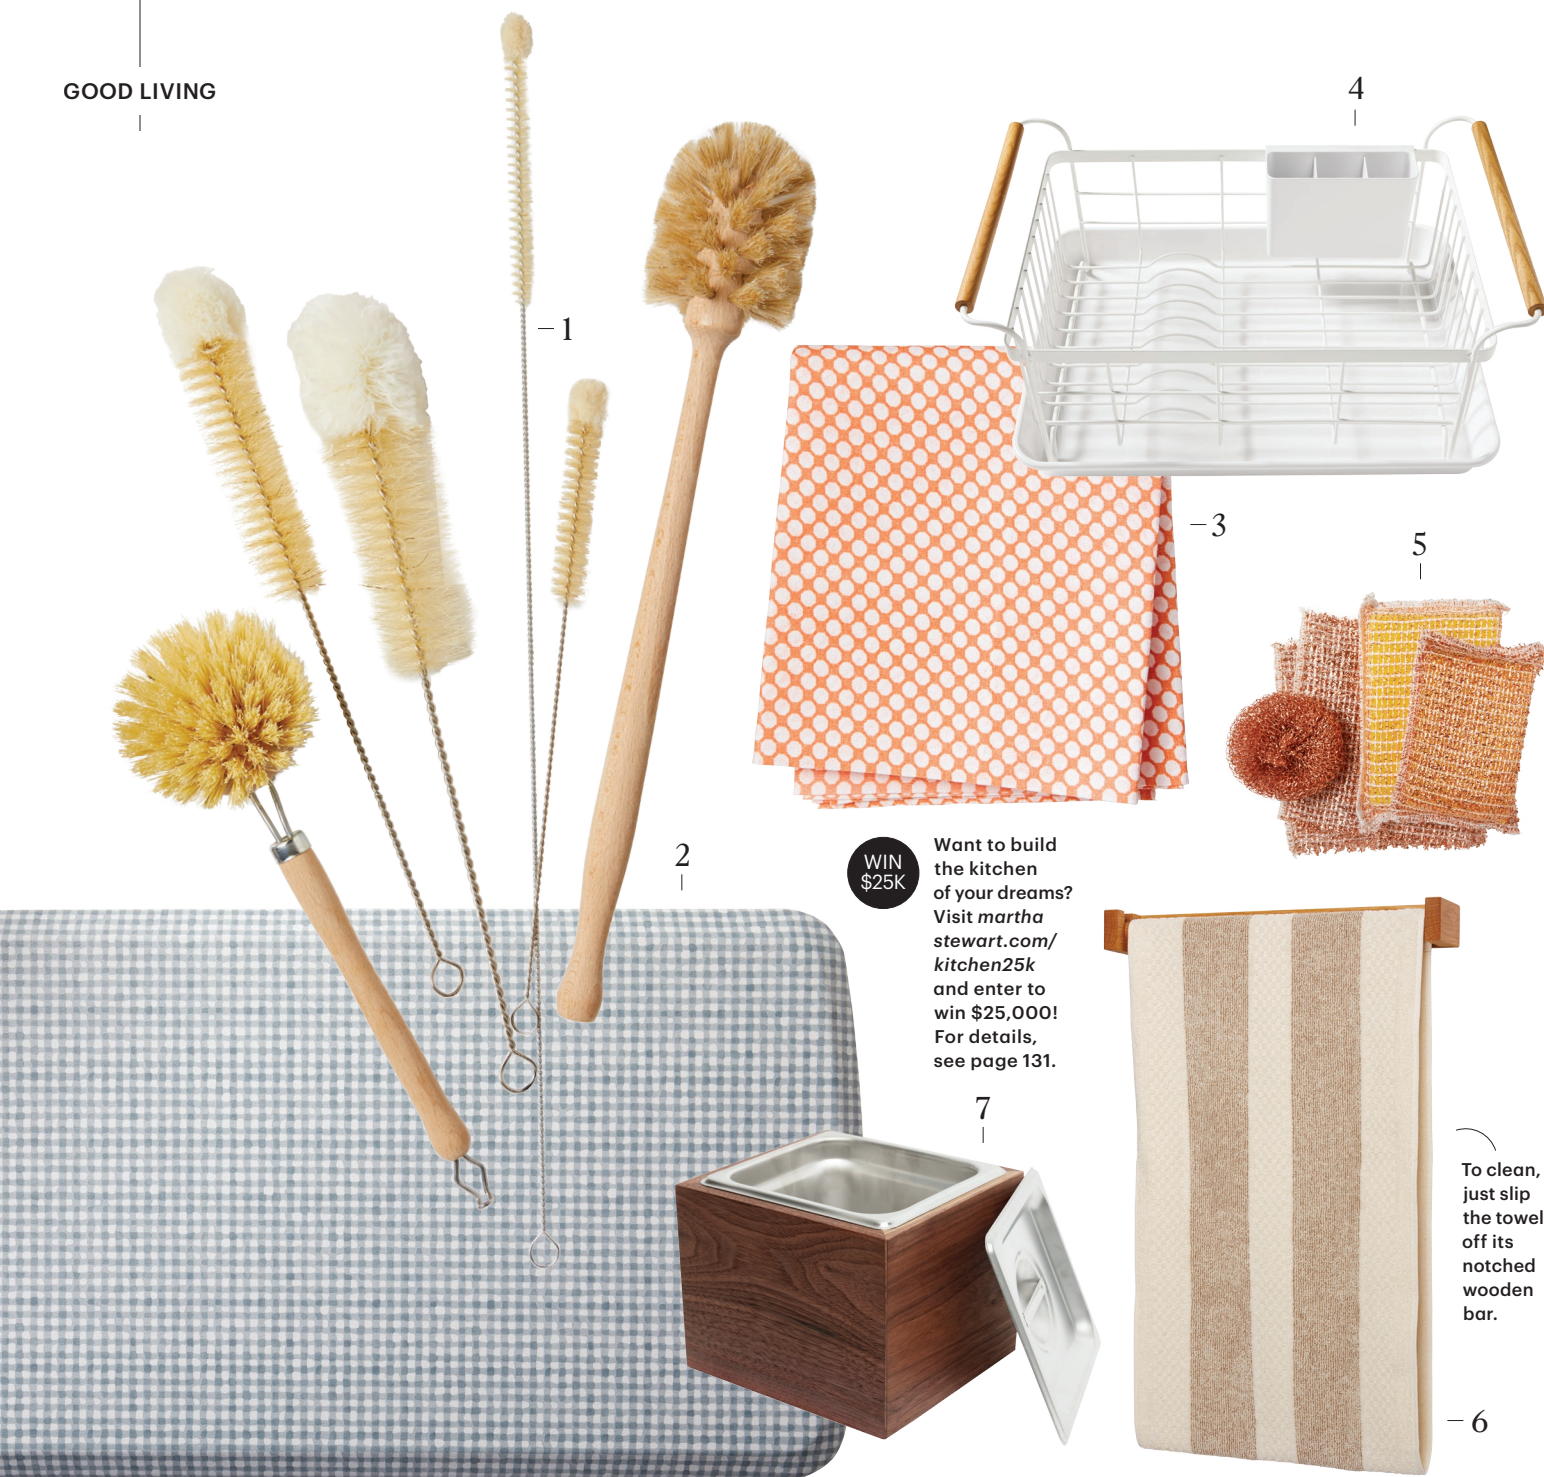 GOOD LIVING
4
1
3
5
2
WIN
$25K
Want to build
the kitchen
of your dreams?
Visit martha
stewart.com/
kitchen25k
and enter to
win $25,000!
For details,
see page 131.
7
To clean,
just slip
the towel
off its
notched
wooden
bar.
6